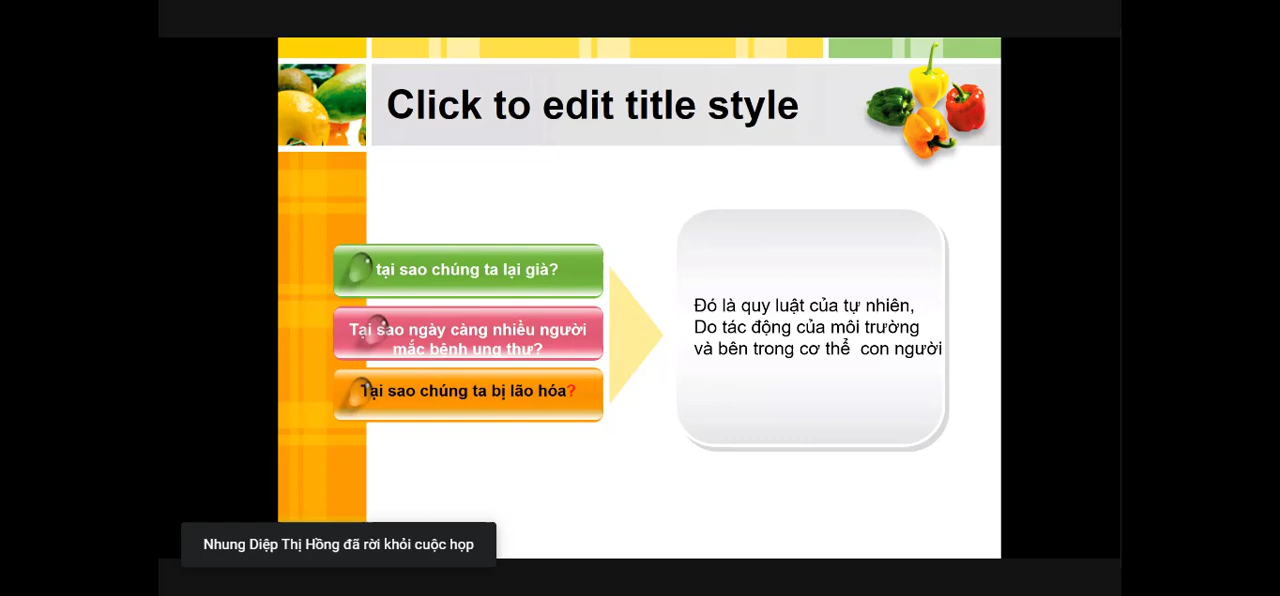 Click to edit title style
tại sao chúng ta lại già?
Tại sao ngày càng nhiều người
mắc bệnh ung thư?
Tại sao chúng ta bị lão hóa?
Đó là quy luật của tự nhiên,
Do tác động của môi trường
và bên trong cơ thể con người
Nhung Diệp Thị Hồng đã rời khỏi cuộc họp